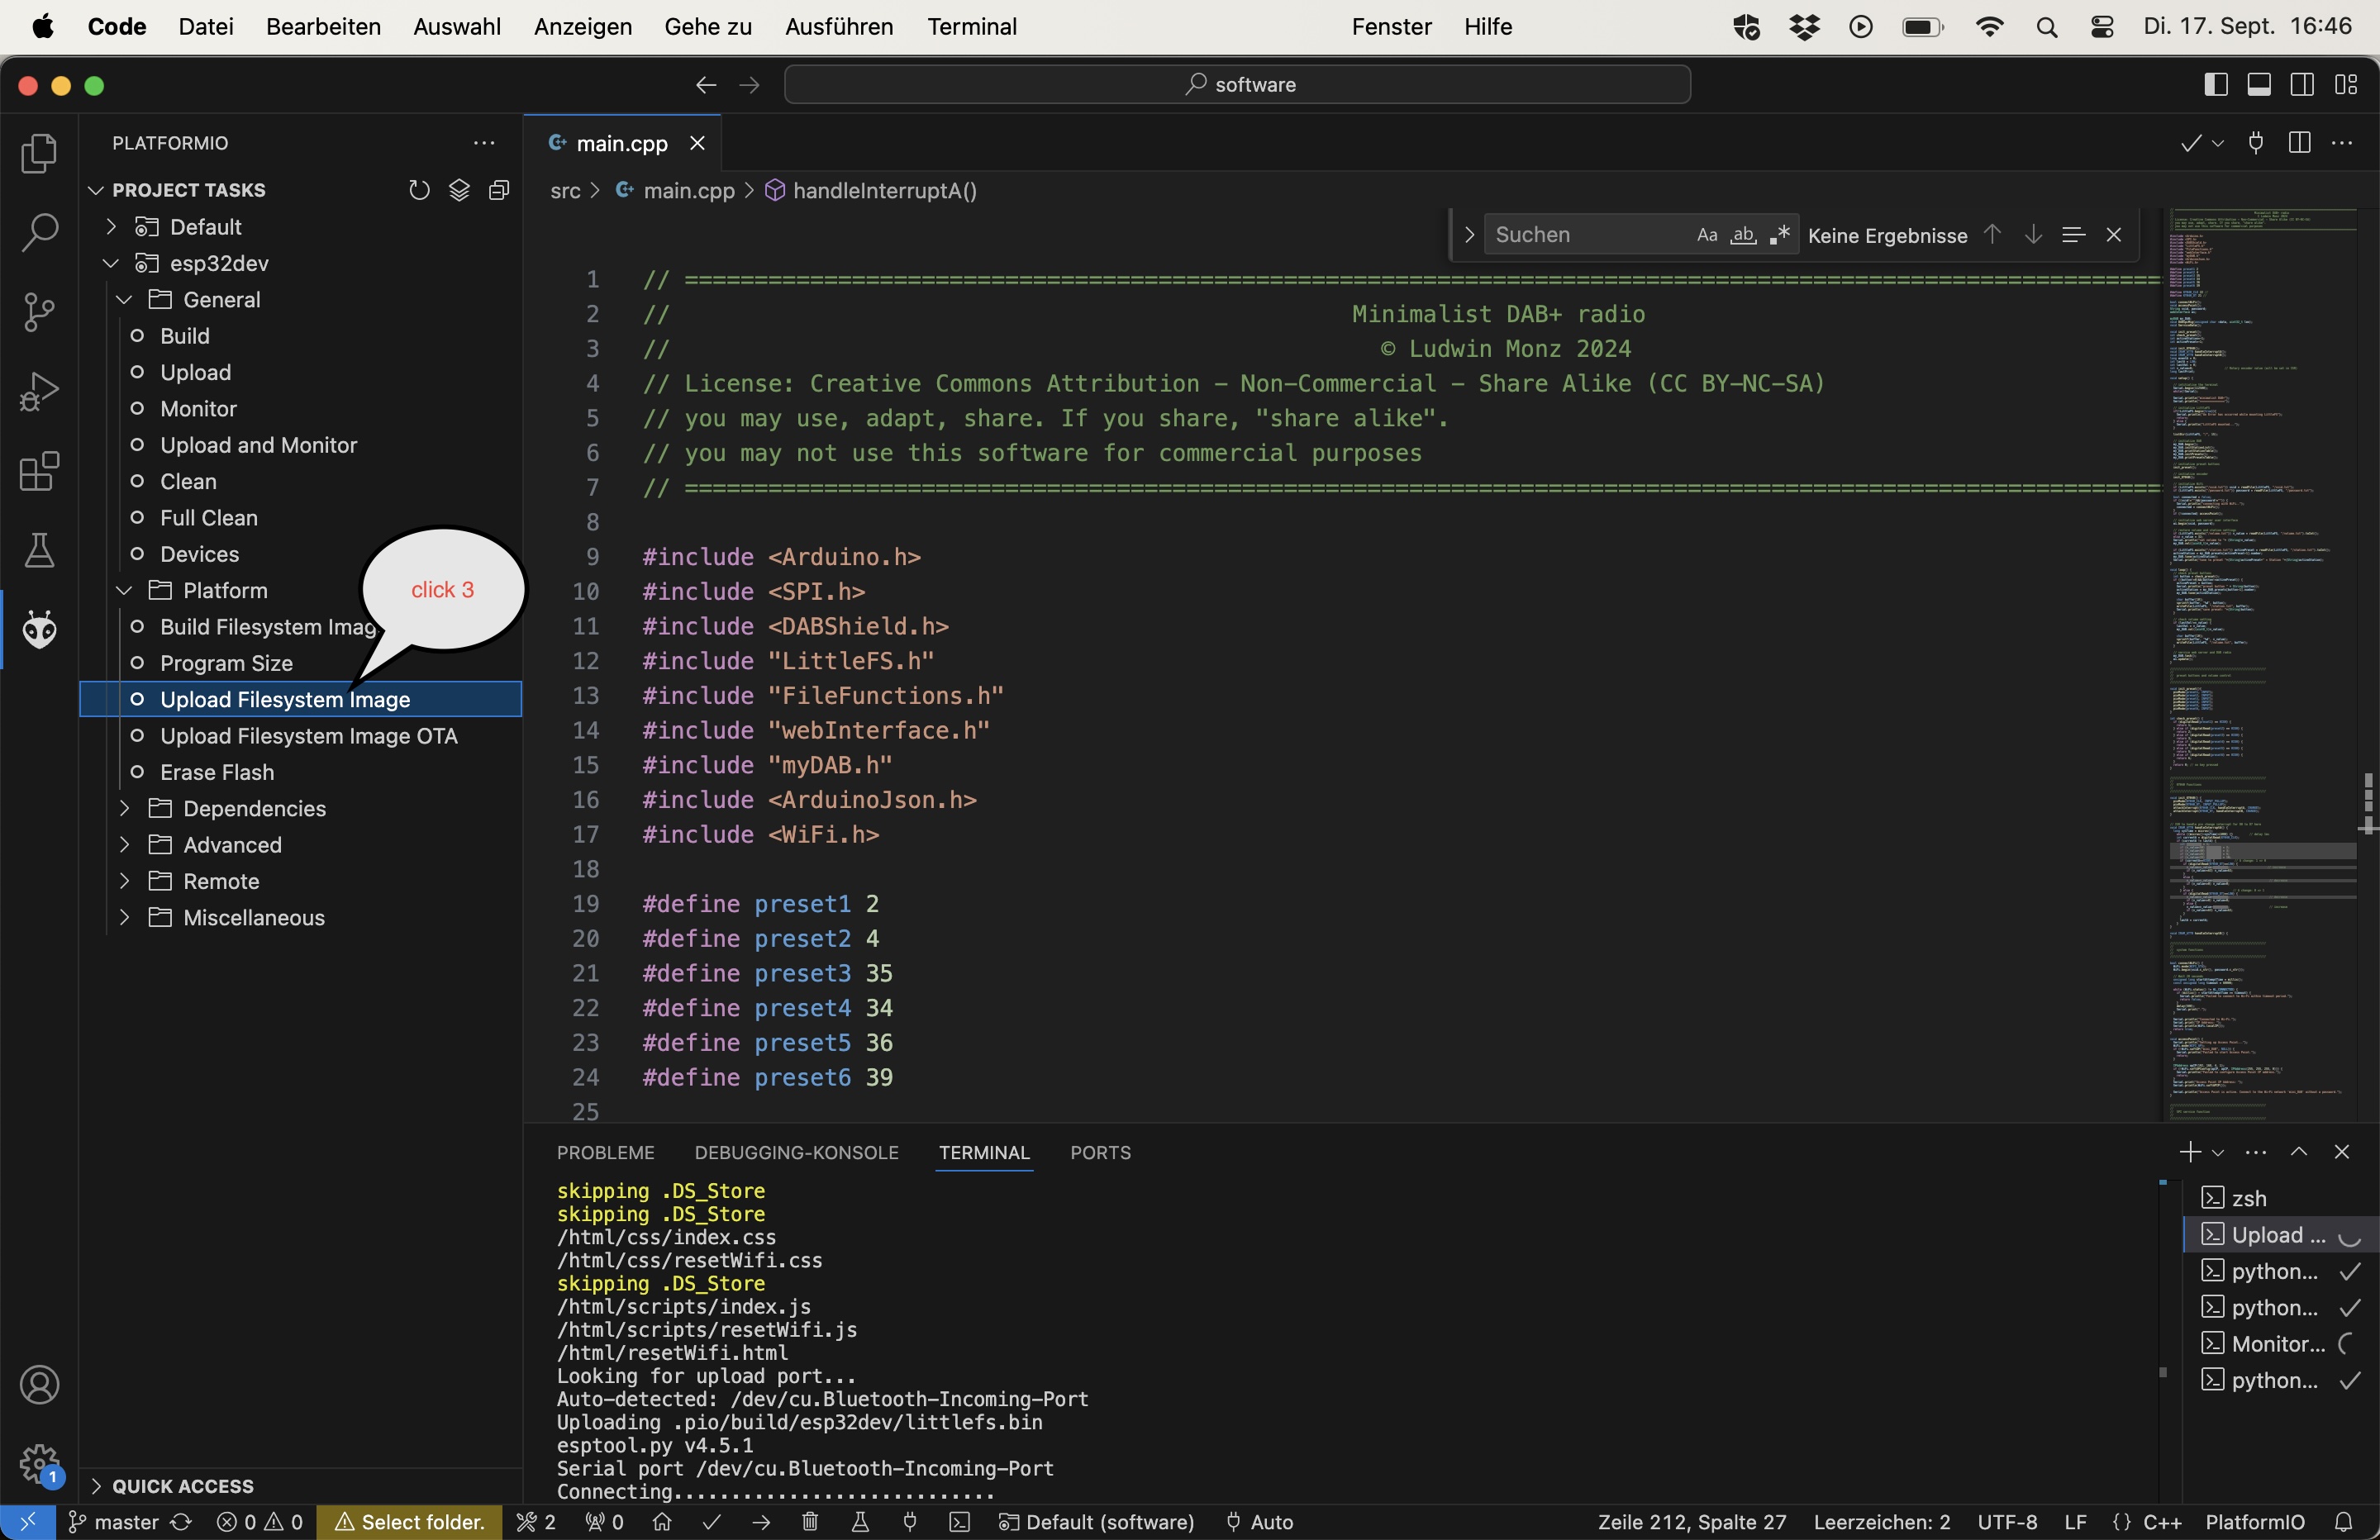 Code Datei Bearbeiten Auswahl Anzeigen Gehe zu Ausführen Terminal Fenster Hilfe Di. 17. Sept. 16:46
software
PLATFORMIO
PROJECT TASKS
Default
esp32dev
General
Build
Upload
Monitor
Upload and Monitor
Clean
Full Clean
Devices
Platform
click 3
Build Filesystem Imag
Program Size
Upload Filesystem Image
Upload Filesystem Image OTA
Erase Flash
Dependencies
Advanced
Remote
Miscellaneous
QUICK ACCESS
main.cpp
src > main.cpp > handleInterruptA()
Suchen Aa ab Keine Ergebnisse
1 // ==========================================================================================================
2 // Minimalist DAB+ radio
3 // © Ludwin Monz 2024
4 // License: Creative Commons Attribution - Non-Commercial - Share Alike (CC BY-NC-SA)
5 // you may use, adapt, share. If you share, "share alike".
6 // you may not use this software for commercial purposes
7 // ==========================================================================================================
8
9 #include <Arduino.h>
10 #include <SPI.h>
11 #include <DABShield.h>
12 #include "LittleFS.h"
13 #include "FileFunctions.h"
14 #include "webInterface.h"
15 #include "myDAB.h"
16 #include <ArduinoJson.h>
17 #include <WiFi.h>
18
19 #define preset1 2
20 #define preset2 4
21 #define preset3 35
22 #define preset4 34
23 #define preset5 36
24 #define preset6 39
25
PROBLEME DEBUGGING-KONSOLE TERMINAL PORTS
skipping .DS_Store
skipping .DS_Store
/html/css/index.css
/html/css/resetWifi.css
skipping .DS_Store
/html/scripts/index.js
/html/scripts/resetWifi.js
/html/resetWifi.html
Looking for upload port...
Auto-detected: /dev/cu.Bluetooth-Incoming-Port
Uploading .pio/build/esp32dev/littlefs.bin
esptool.py v4.5.1
Serial port /dev/cu.Bluetooth-Incoming-Port
Connecting............................
zsh
Upload ...
python...
python...
Monitor...
python...
1
master 0 0 Select folder. 2 0 Default (software) Auto Zeile 212, Spalte 27 Leerzeichen: 2 UTF-8 LF {} C++ PlatformIO